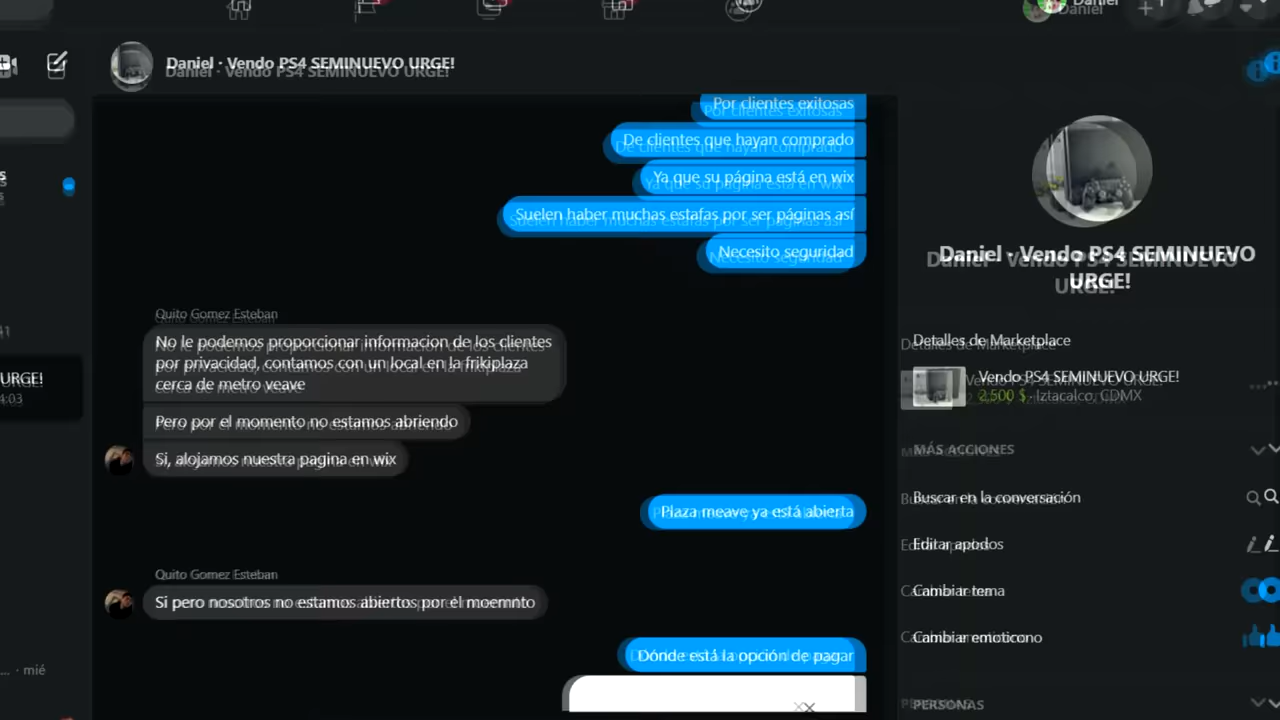 Daniel
Daniel · Vendo PS4 SEMINUEVO URGE!
Por clientes exitosas
De clientes que hayan comprado
Ya que su página está en wix
Suelen haber muchas estafas por ser páginas así
Necesito seguridad
Quito Gomez Esteban
No le podemos proporcionar informacion de los clientes
por privacidad, contamos con un local en la frikiplaza
cerca de metro veave
Pero por el momento no estamos abriendo
Si, alojamos nuestra pagina en wix
Plaza meave ya está abierta
Quito Gomez Esteban
Si pero nosotros no estamos abiertos por el moemnto
Dónde está la opción de pagar
URGE!
4:03
... · mié
Daniel · Vendo PS4 SEMINUEVO
URGE!
Detalles de Marketplace
Vendo PS4 SEMINUEVO URGE!
2,500 $ · Iztacalco, CDMX
MÁS ACCIONES
Buscar en la conversación
Editar apodos
Cambiar tema
Cambiar emoticono
PERSONAS